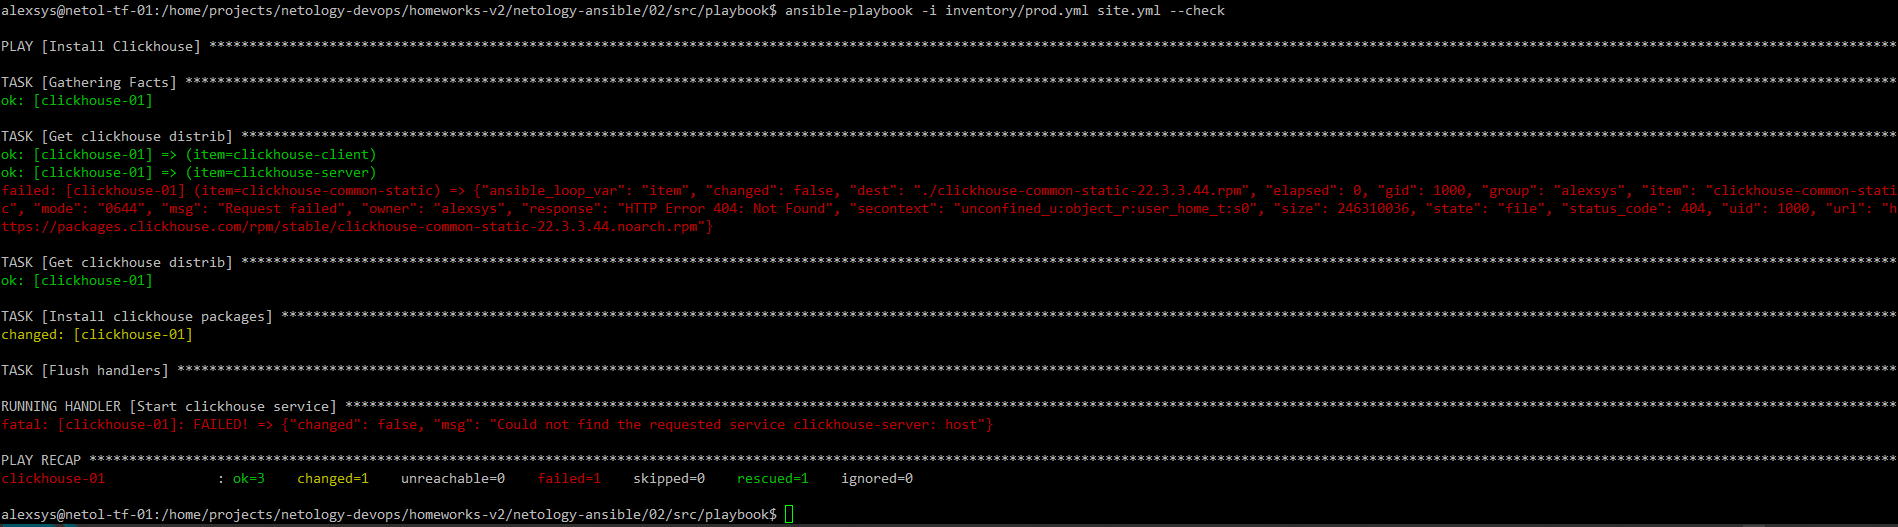 alexsys@netol-tf-01:/home/projects/netology-devops/homeworks-v2/netology-ansible/02/src/playbook$ ansible-playbook -i inventory/prod.yml site.yml --check
PLAY [Install Clickhouse] ****************************************************************************************************************************************************************************************************************
TASK [Gathering Facts] *******************************************************************************************************************************************************************************************************************
ok: [clickhouse-01]
TASK [Get clickhouse distrib] ************************************************************************************************************************************************************************************************************
ok: [clickhouse-01] => (item=clickhouse-client)
ok: [clickhouse-01] => (item=clickhouse-server)
failed: [clickhouse-01] (item=clickhouse-common-static) => {"ansible_loop_var": "item", "changed": false, "dest": "./clickhouse-common-static-22.3.3.44.rpm", "elapsed": 0, "gid": 1000, "group": "alexsys", "item": "clickhouse-common-stati
c", "mode": "0644", "msg": "Request failed", "owner": "alexsys", "response": "HTTP Error 404: Not Found", "secontext": "unconfined_u:object_r:user_home_t:s0", "size": 246310036, "state": "file", "status_code": 404, "uid": 1000, "url": "h
ttps://packages.clickhouse.com/rpm/stable/clickhouse-common-static-22.3.3.44.noarch.rpm"}
TASK [Get clickhouse distrib] ************************************************************************************************************************************************************************************************************
ok: [clickhouse-01]
TASK [Install clickhouse packages] *******************************************************************************************************************************************************************************************************
changed: [clickhouse-01]
TASK [Flush handlers] ********************************************************************************************************************************************************************************************************************
RUNNING HANDLER [Start clickhouse service] ***********************************************************************************************************************************************************************************************
fatal: [clickhouse-01]: FAILED! => {"changed": false, "msg": "Could not find the requested service clickhouse-server: host"}
PLAY RECAP *******************************************************************************************************************************************************************************************************************************
clickhouse-01              : ok=3    changed=1    unreachable=0    failed=1    skipped=0    rescued=1    ignored=0
alexsys@netol-tf-01:/home/projects/netology-devops/homeworks-v2/netology-ansible/02/src/playbook$